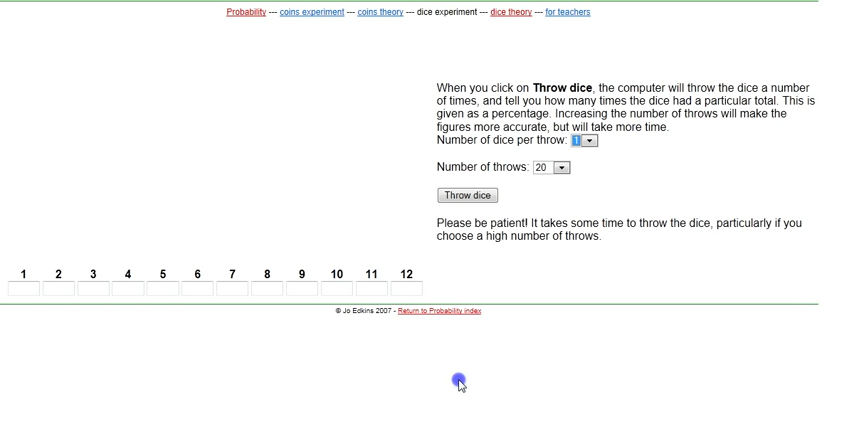 Probability --- coins experiment --- coins theory --- dice experiment --- dice theory --- for teachers
When you click on Throw dice, the computer will throw the dice a number
of times, and tell you how many times the dice had a particular total. This is
given as a percentage. Increasing the number of throws will make the
figures more accurate, but will take more time.
Number of dice per throw: 1
Number of throws: 20
Throw dice
Please be patient! It takes some time to throw the dice, particularly if you
choose a high number of throws.
1 2 3 4 5 6 7 8 9 10 11 12
© Jo Edkins 2007 - Return to Probability index